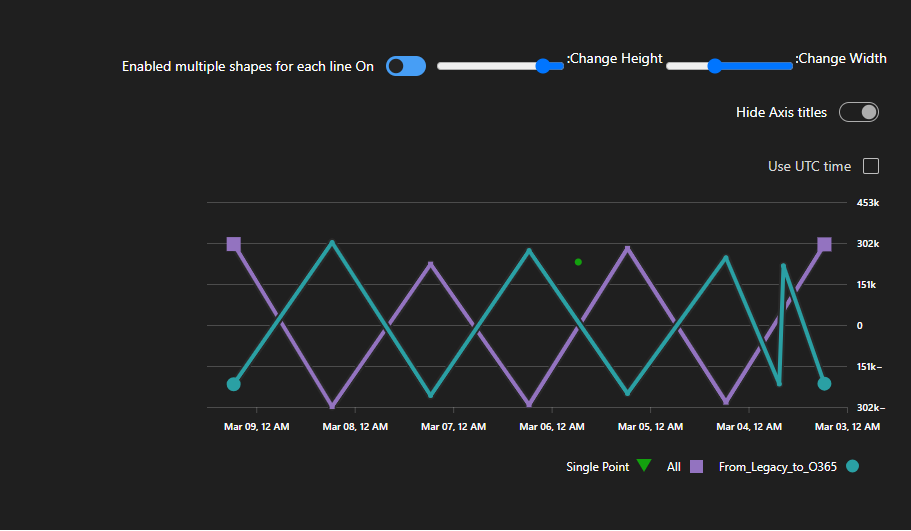 Enabled multiple shapes for each line On
:Change Height
:Change Width
Hide Axis titles
Use UTC time
453k
302k
151k
0
151k−
302k−
Mar 09, 12 AM
Mar 08, 12 AM
Mar 07, 12 AM
Mar 06, 12 AM
Mar 05, 12 AM
Mar 04, 12 AM
Mar 03, 12 AM
Single Point
All
From_Legacy_to_O365